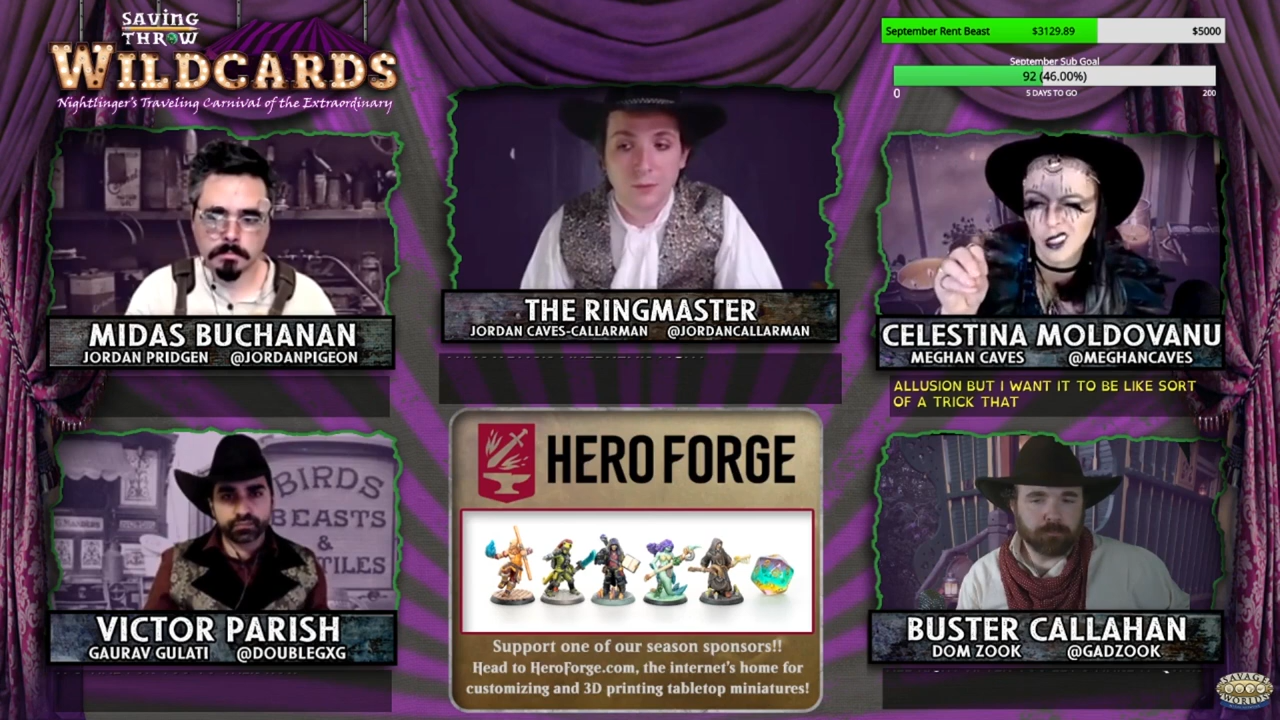 SAVING
THROW
WILDCARDS
Nightlinger's Traveling Carnival of the Extraordinary
September Rent Beast $3129.89 $5000
September Sub Goal
92 (46.00%)
0 5 DAYS TO GO 200
MIDAS BUCHANAN
JORDAN PRIDGEN @JORDANPIGEON
THE RINGMASTER
JORDAN CAVES-CALLARMAN @JORDANCALLARMAN
CELESTINA MOLDOVANU
MEGHAN CAVES @MEGHANCAVES
ALLUSION BUT I WANT IT TO BE LIKE SORT
OF A TRICK THAT
BIRDS
BEASTS
&
TILES
VICTOR PARISH
GAURAV GULATI @DOUBLEGXG
HERO FORGE
Support one of our season sponsors!!
Head to HeroForge.com, the internet's home for
customizing and 3D printing tabletop miniatures!
BUSTER CALLAHAN
DOM ZOOK @GADZOOK
SAVAGE
WORLDS